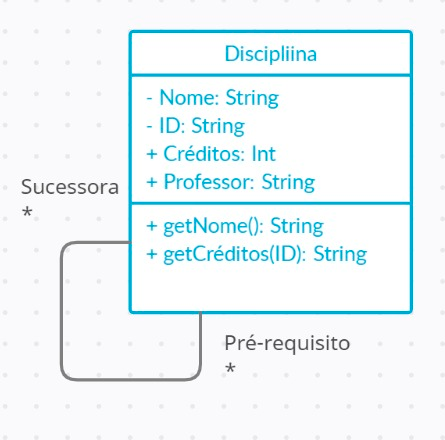 Discipliina
- Nome: String
- ID: String
+ Créditos: Int
+ Professor: String
+ getNome(): String
+ getCréditos(ID): String
Sucessora
*
Pré-requisito
*